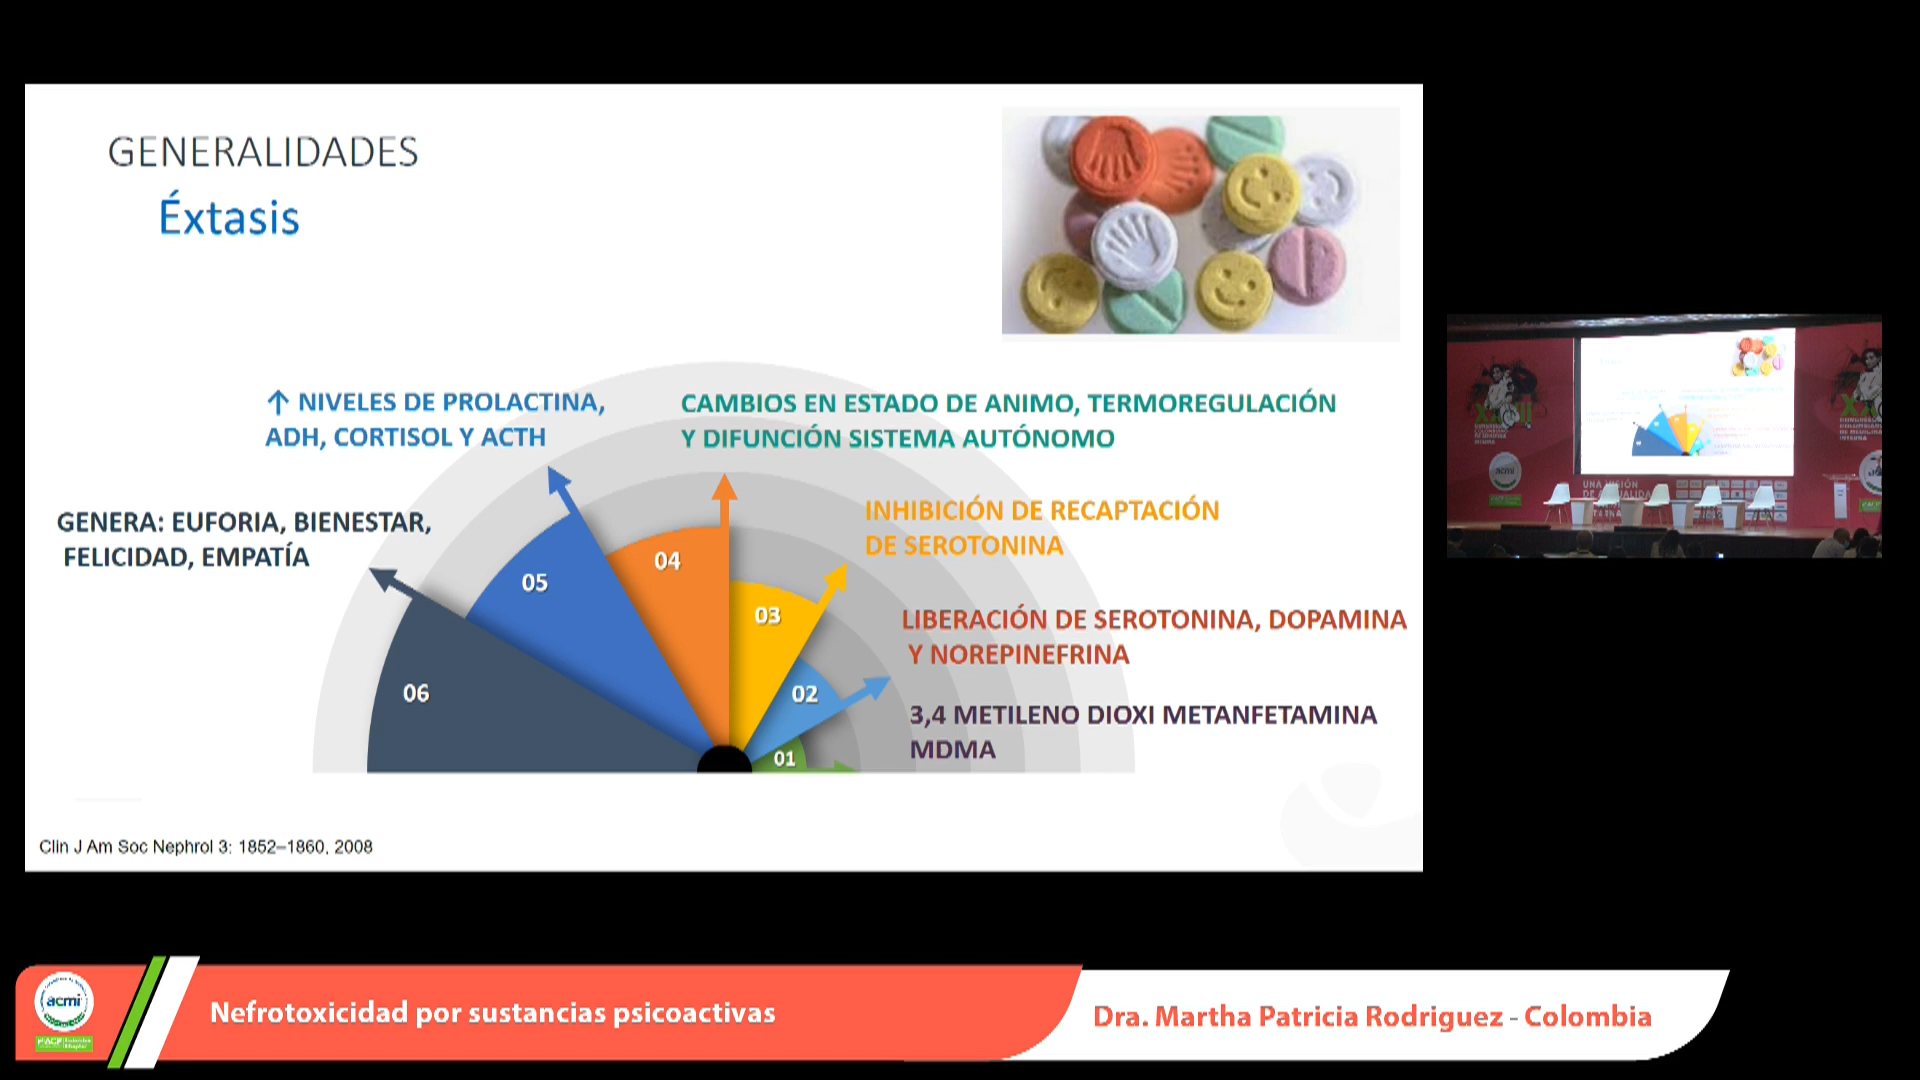 GENERALIDADES
Éxtasis
↑ NIVELES DE PROLACTINA,
ADH, CORTISOL Y ACTH
CAMBIOS EN ESTADO DE ANIMO, TERMOREGULACIÓN
Y DIFUNCIÓN SISTEMA AUTÓNOMO
GENERA: EUFORIA, BIENESTAR,
FELICIDAD, EMPATÍA
INHIBICIÓN DE RECAPTACIÓN
DE SEROTONINA
LIBERACIÓN DE SEROTONINA, DOPAMINA
Y NOREPINEFRINA
3,4 METILENO DIOXI METANFETAMINA
MDMA
06
05
04
03
02
01
Clin J Am Soc Nephrol 3: 1852–1860, 2008
acmi
Nefrotoxicidad por sustancias psicoactivas
Dra. Martha Patricia Rodriguez - Colombia